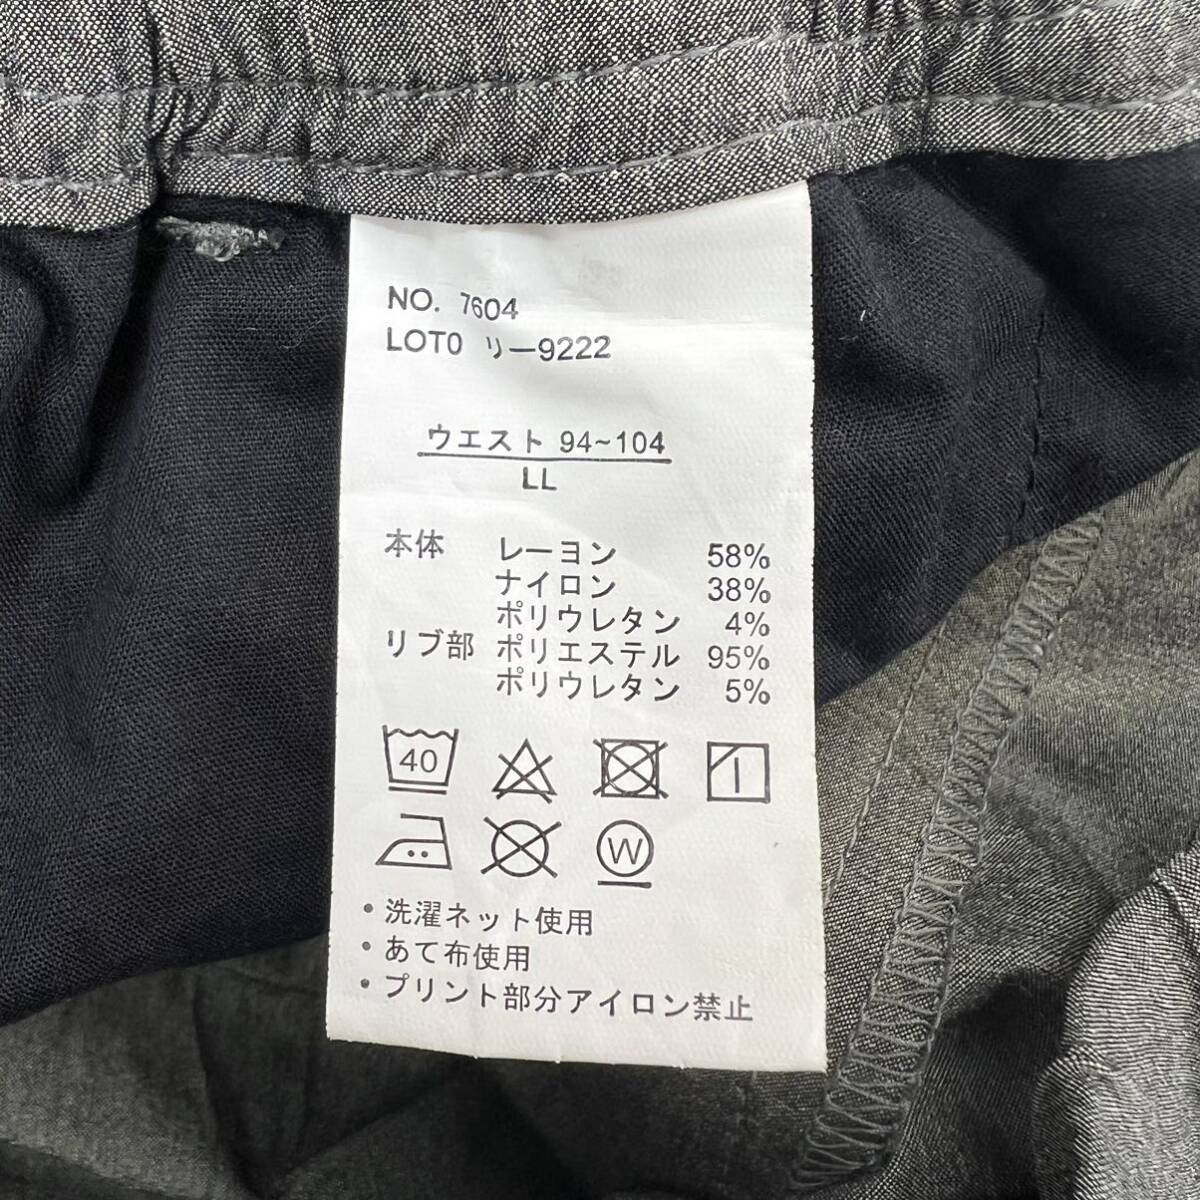 NO. 7604
LOT0 リー9222
ウエスト 94~104
LL
本体 レーヨン 58%
ナイロン 38%
ポリウレタン 4%
リブ部 ポリエステル 95%
ポリウレタン 5%
40
W
・洗濯ネット使用
・あて布使用
・プリント部分アイロン禁止